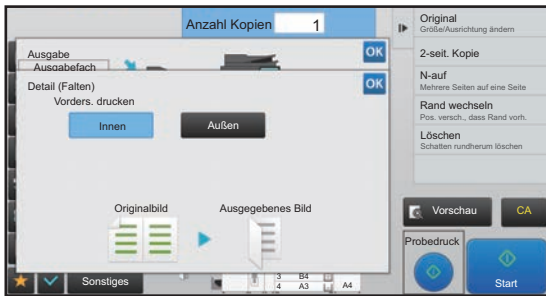 Anzahl Kopien 1
Original
Größe/Ausrichtung ändern
2-seit. Kopie
N-auf
Mehrere Seiten auf eine Seite
Rand wechseln
Pos. versch., dass Rand vorh.
Löschen
Schatten rundherum löschen
Ausgabe
OK
Ausgabefach
Detail (Falten)
OK
Vorders. drucken
Innen
Außen
Originalbild
Ausgegebenes Bild
Vorschau
CA
Probedruck
Start
Sonstiges
3 B4
4 A3
A4